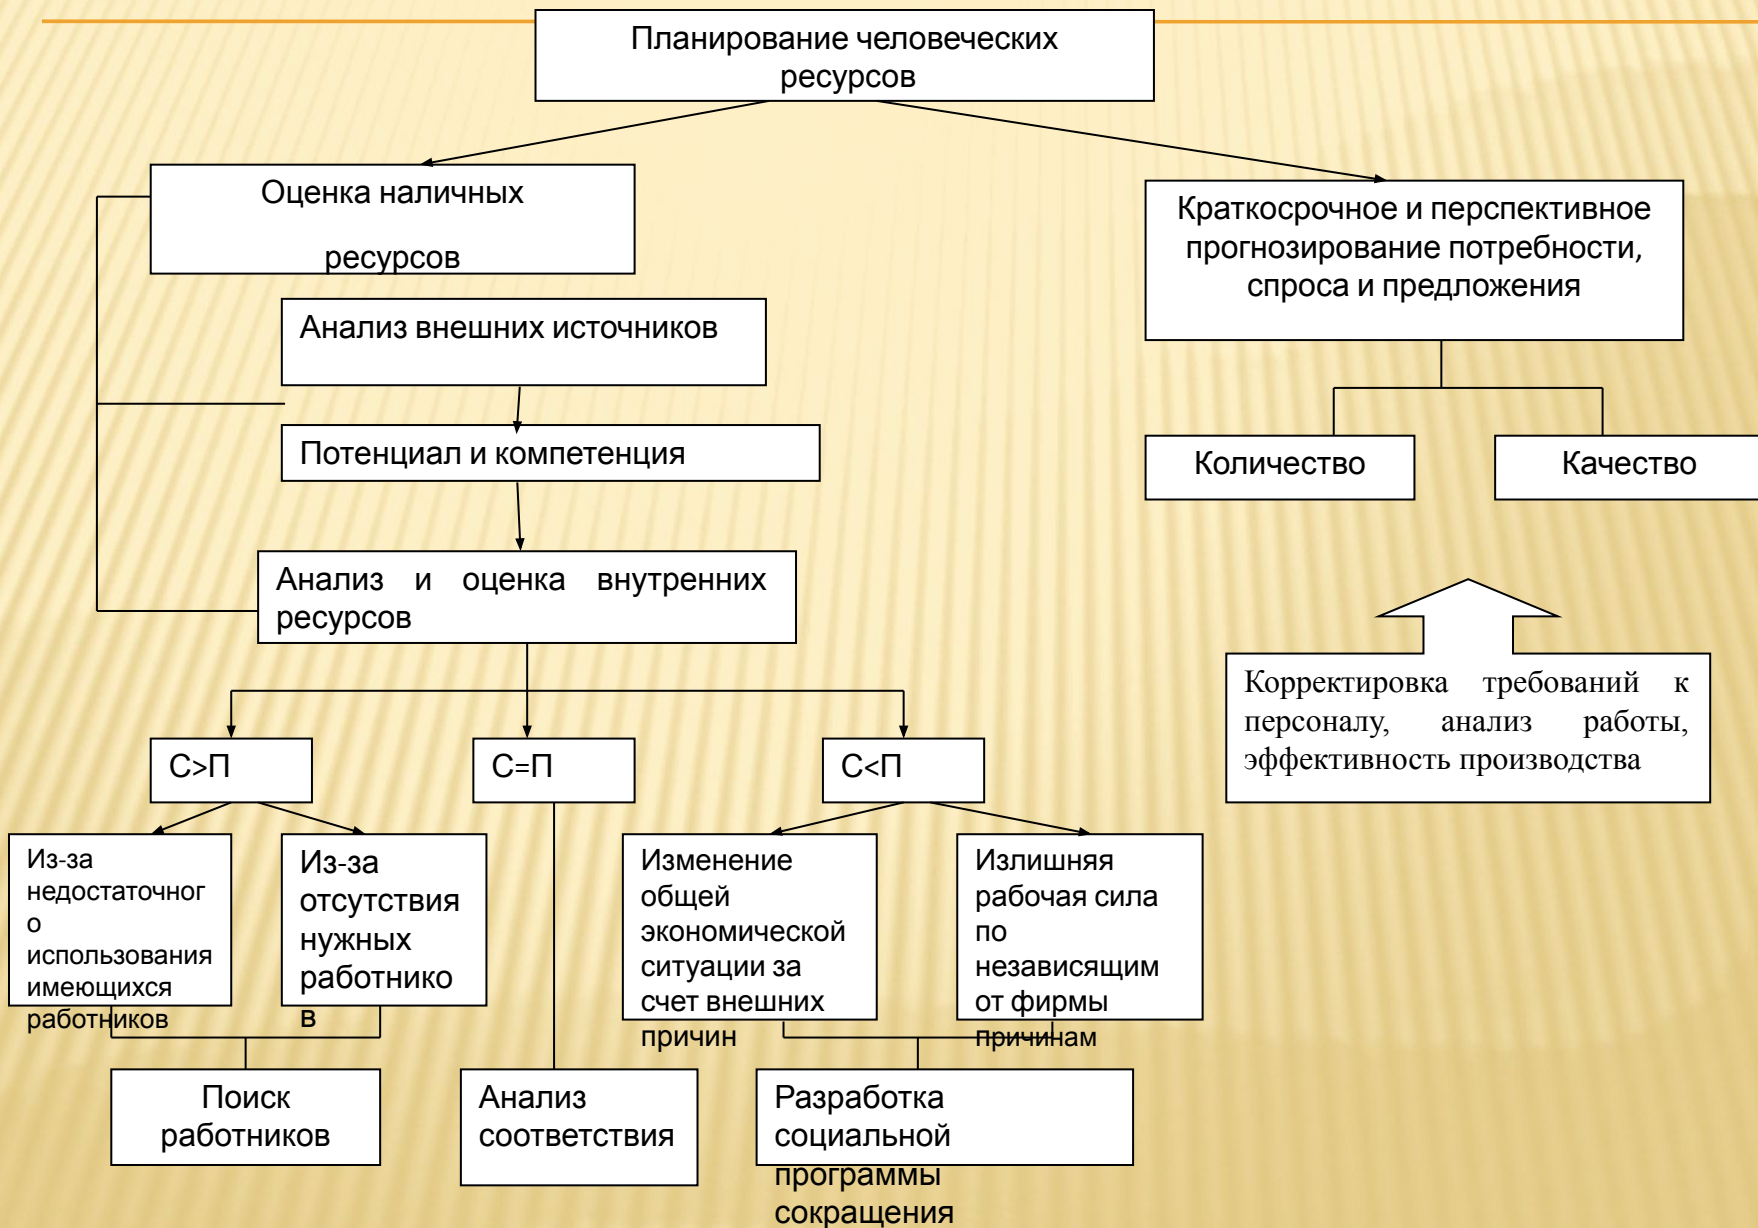 Планирование человеческих
ресурсов
Оценка наличных
ресурсов
Краткосрочное и перспективное
прогнозирование потребности,
спроса и предложения
Анализ внешних источников
Потенциал и компетенция
Количество
Качество
Анализ и оценка внутренних
ресурсов
Корректировка требований к
персоналу, анализ работы,
эффективность производства
С>П
С=П
С<П
Из-за
недостаточног
о
использования
имеющихся
работников
Из-за
отсутствия
нужных
работнико
в
Изменение
общей
экономической
ситуации за
счет внешних
причин
Излишняя
рабочая сила
по
независящим
от фирмы
причинам
Поиск
работников
Анализ
соответствия
Разработка
социальной
программы
сокращения